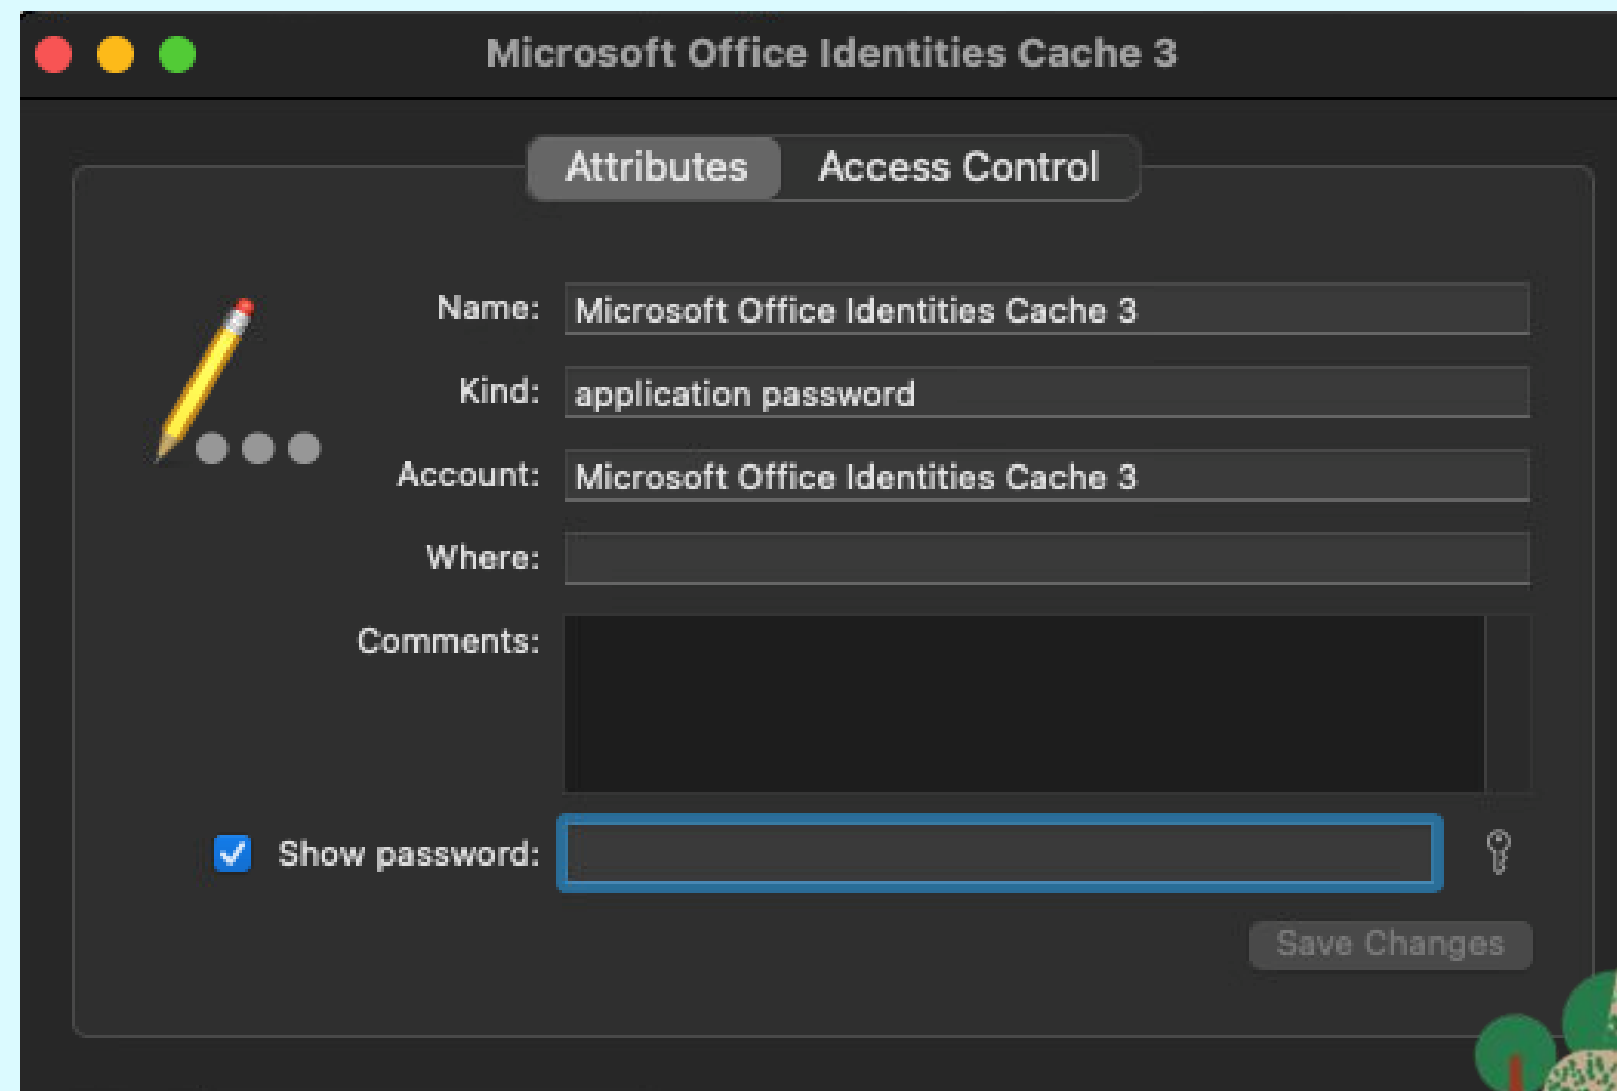 Microsoft Office Identities Cache 3
Attributes Access Control
Name: Microsoft Office Identities Cache 3
Kind: application password
Account: Microsoft Office Identities Cache 3
Where:
Comments:
Show password:
Save Changes